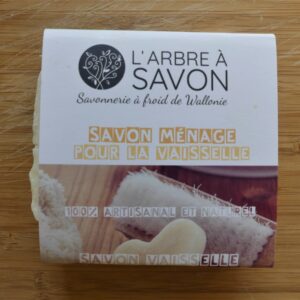 L'ARBRE À
SAVON
Savonnerie à froid de Wallonie
SAVON MÉNAGE
POUR LA VAISSELLE
100% ARTISANAL ET NATUREL
SAVON VAISSELLE